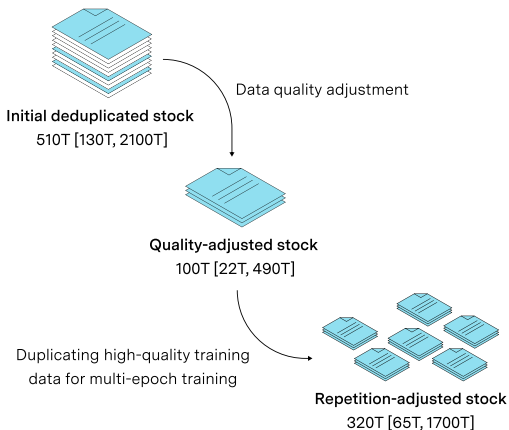 Data quality adjustment
Initial deduplicated stock
510T [130T, 2100T]
Quality-adjusted stock
100T [22T, 490T]
Duplicating high-quality training
data for multi-epoch training
Repetition-adjusted stock
320T [65T, 1700T]